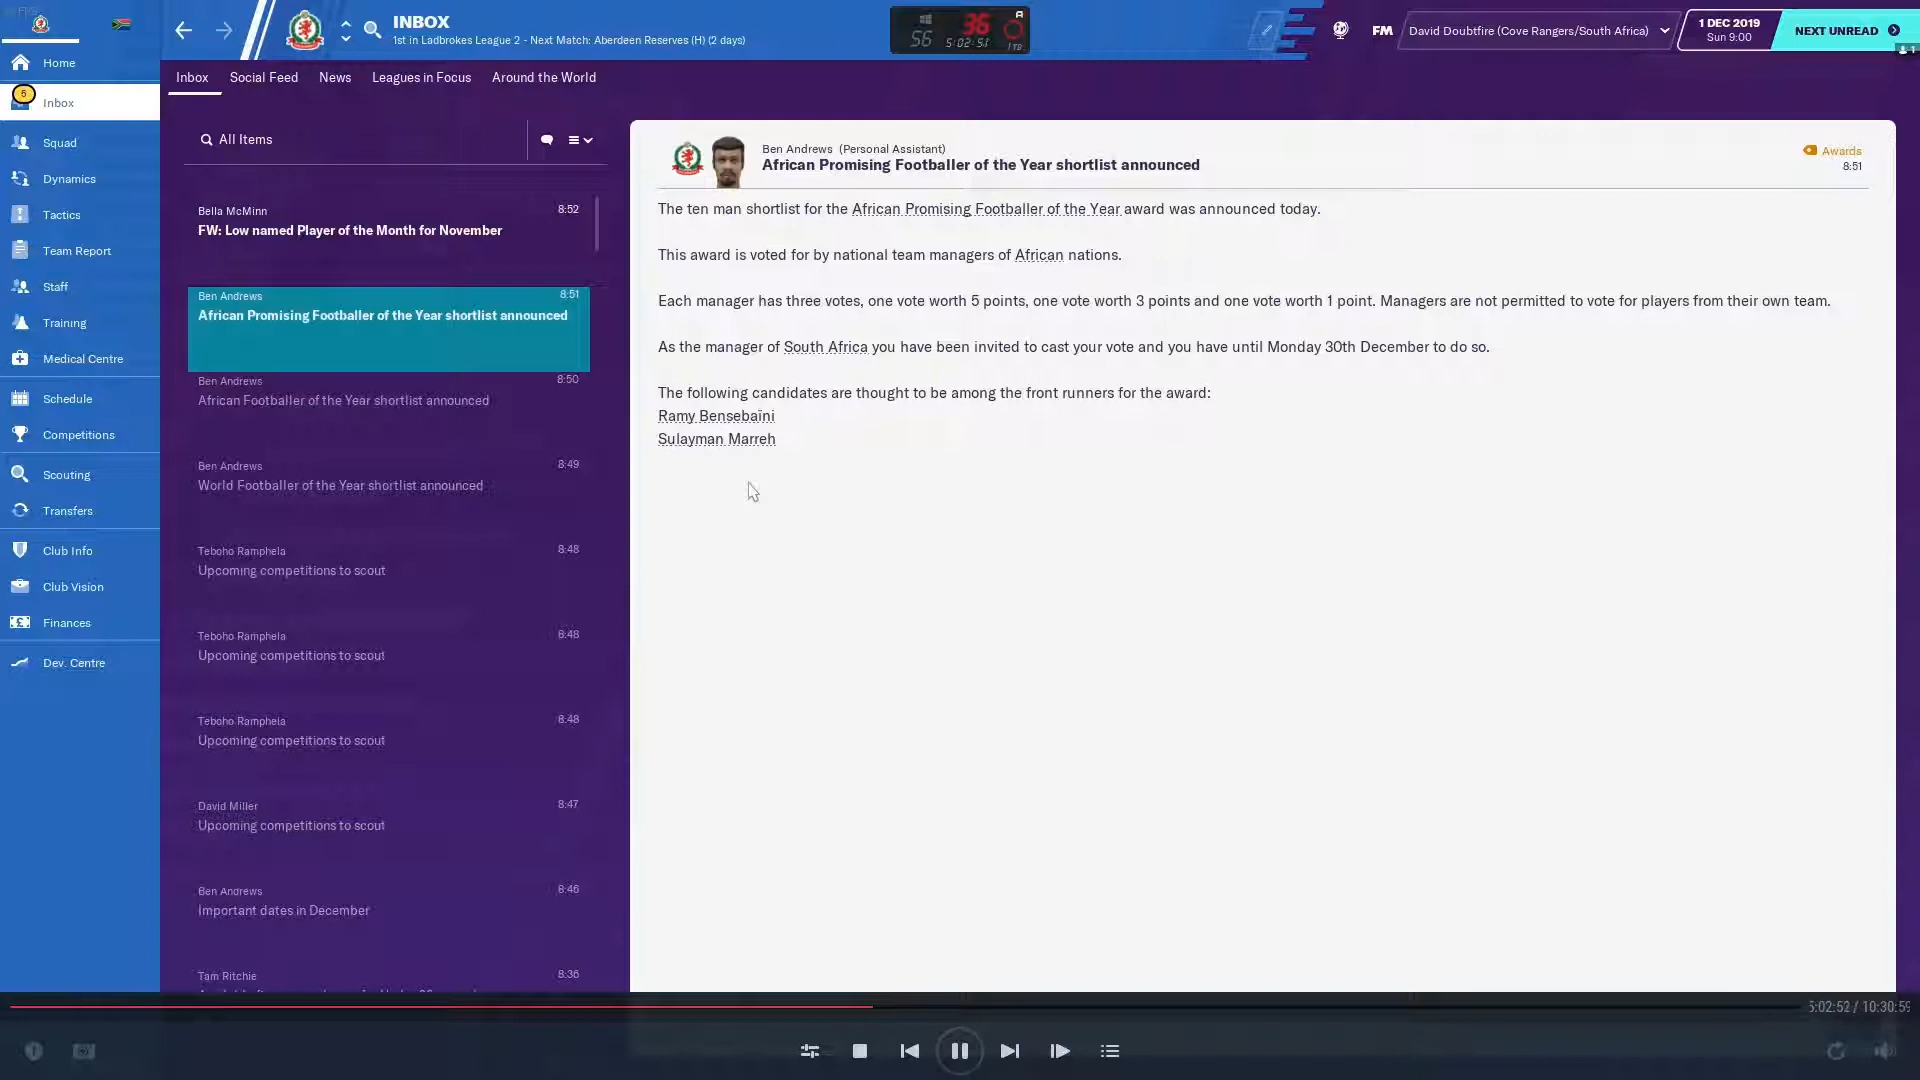 INBOX
1st in Ladbrokes League 2 - Next Match: Aberdeen Reserves (H) (2 days)
56
36
5:02:51
A
1TB
FM
David Doubtfire (Cove Rangers/South Africa)
1 DEC 2019
Sun 9:00
NEXT UNREAD
1
Home
5
Inbox
Squad
Dynamics
Tactics
Team Report
Staff
Training
Medical Centre
Schedule
Competitions
Scouting
Transfers
Club Info
Club Vision
Finances
Dev. Centre
Inbox
Social Feed
News
Leagues in Focus
Around the World
All Items
Bella McMinn
8:52
FW: Low named Player of the Month for November
Ben Andrews
8:51
African Promising Footballer of the Year shortlist announced
Ben Andrews
8:50
African Footballer of the Year shortlist announced
Ben Andrews
8:49
World Footballer of the Year shortlist announced
Teboho Ramphela
8:48
Upcoming competitions to scout
Teboho Ramphela
8:48
Upcoming competitions to scout
Teboho Ramphela
8:48
Upcoming competitions to scout
David Miller
8:47
Upcoming competitions to scout
Ben Andrews
8:46
Important dates in December
Tam Ritchie
8:36
Ben Andrews (Personal Assistant)
African Promising Footballer of the Year shortlist announced
Awards
8:51
The ten man shortlist for the African Promising Footballer of the Year award was announced today.
This award is voted for by national team managers of African nations.
Each manager has three votes, one vote worth 5 points, one vote worth 3 points and one vote worth 1 point. Managers are not permitted to vote for players from their own team.
As the manager of South Africa you have been invited to cast your vote and you have until Monday 30th December to do so.
The following candidates are thought to be among the front runners for the award:
Ramy Bensebaïni
Sulayman Marreh
5:02:52 / 10:30:59